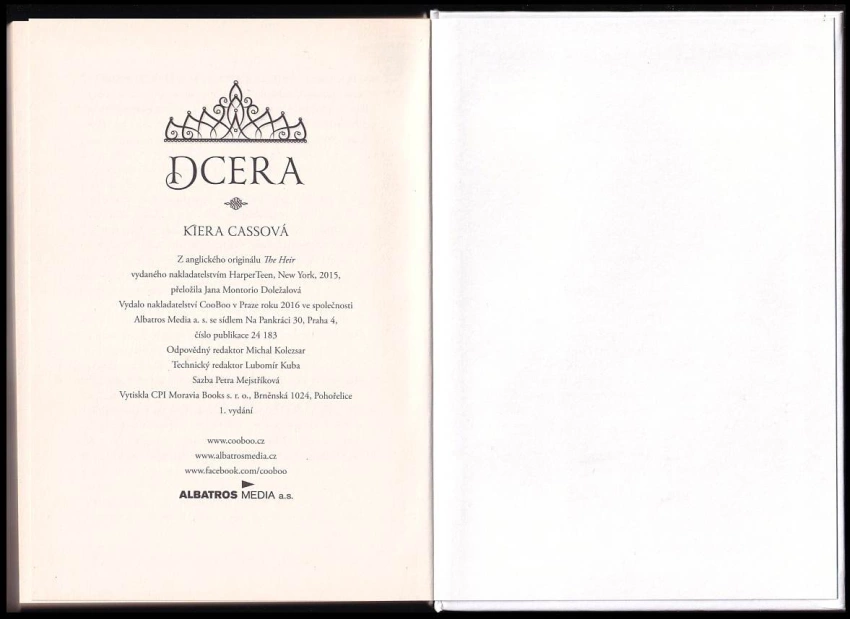 DCERA
KIERA CASSOVÁ
Z anglického originálu The Heir
vydaného nakladatelstvím HarperTeen, New York, 2015,
přeložila Jana Montorio Doležalová
Vydalo nakladatelství CooBoo v Praze roku 2016 ve společnosti
Albatros Media a. s. se sídlem Na Pankráci 30, Praha 4,
číslo publikace 24 183
Odpovědný redaktor Michal Kolezsar
Technický redaktor Lubomír Kuba
Sazba Petra Mejstříková
Vytiskla CPI Moravia Books s. r. o., Brněnská 1024, Pohořelice
1. vydání
www.cooboo.cz
www.albatrosmedia.cz
www.facebook.com/cooboo
ALBATROS MEDIA a.s.